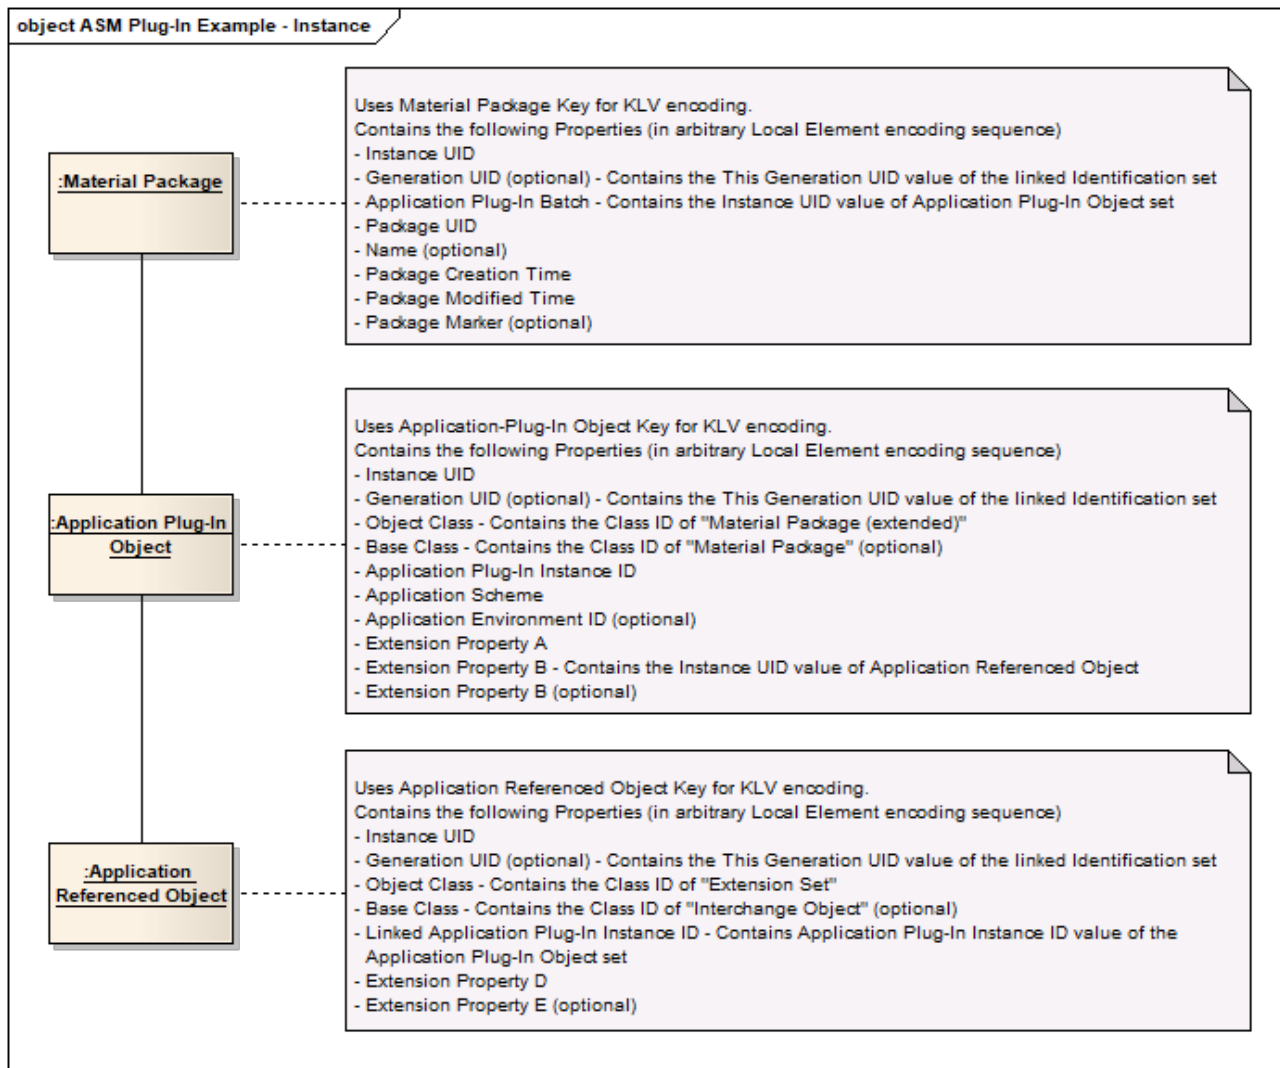 object ASM Plug-In Example - Instance
:Material Package
Uses Material Package Key for KLV encoding.
Contains the following Properties (in arbitrary Local Element encoding sequence)
- Instance UID
- Generation UID (optional) - Contains the This Generation UID value of the linked Identification set
- Application Plug-In Batch - Contains the Instance UID value of Application Plug-In Object set
- Package UID
- Name (optional)
- Package Creation Time
- Package Modified Time
- Package Marker (optional)
:Application Plug-In
Object
Uses Application-Plug-In Object Key for KLV encoding.
Contains the following Properties (in arbitrary Local Element encoding sequence)
- Instance UID
- Generation UID (optional) - Contains the This Generation UID value of the linked Identification set
- Object Class - Contains the Class ID of "Material Package (extended)"
- Base Class - Contains the Class ID of "Material Package" (optional)
- Application Plug-In Instance ID
- Application Scheme
- Application Environment ID (optional)
- Extension Property A
- Extension Property B - Contains the Instance UID value of Application Referenced Object
- Extension Property B (optional)
:Application
Referenced Object
Uses Application Referenced Object Key for KLV encoding.
Contains the following Properties (in arbitrary Local Element encoding sequence)
- Instance UID
- Generation UID (optional) - Contains the This Generation UID value of the linked Identification set
- Object Class - Contains the Class ID of "Extension Set"
- Base Class - Contains the Class ID of "Interchange Object" (optional)
- Linked Application Plug-In Instance ID - Contains Application Plug-In Instance ID value of the
Application Plug-In Object set
- Extension Property D
- Extension Property E (optional)